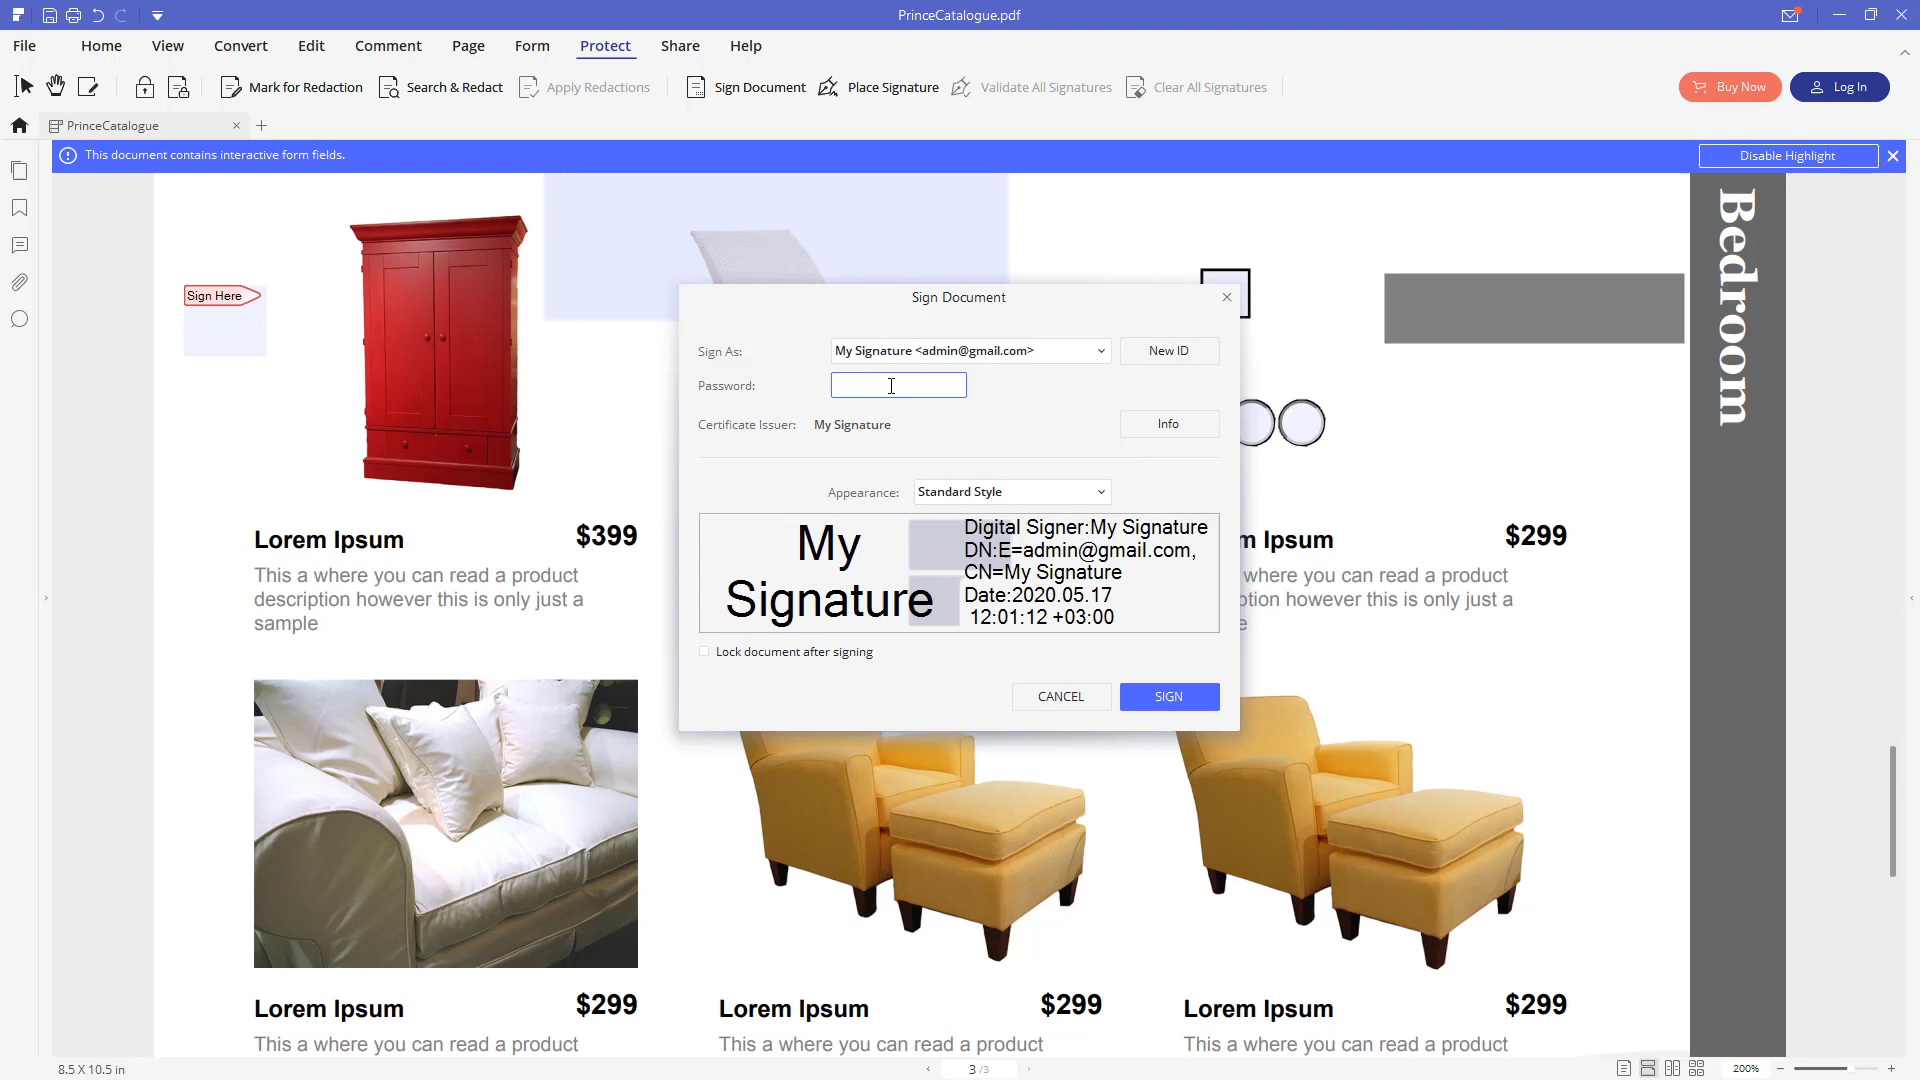 PrinceCatalogue.pdf
File Home View Convert Edit Comment Page Form Protect Share Help
Mark for Redaction Search & Redact Apply Redactions Sign Document Place Signature Validate All Signatures Clear All Signatures Buy Now Log In
PrinceCatalogue
This document contains interactive form fields. Disable Highlight
Bedroom
Sign Here
Sign Document
Sign As: My Signature <admin@gmail.com> New ID
Password:
Certificate Issuer: My Signature Info
Appearance: Standard Style
My
Signature
Digital Signer:My Signature
DN:E=admin@gmail.com,
CN=My Signature
Date:2020.05.17
12:01:12 +03:00
Lock document after signing
CANCEL SIGN
Lorem Ipsum $399
This a where you can read a product
description however this is only just a
sample
m Ipsum $299
where you can read a product
ption however this is only just a
e
Lorem Ipsum $299
This a where you can read a product
Lorem Ipsum $299
This a where you can read a product
Lorem Ipsum $299
This a where you can read a product
8.5 X 10.5 in 3 /3 200%